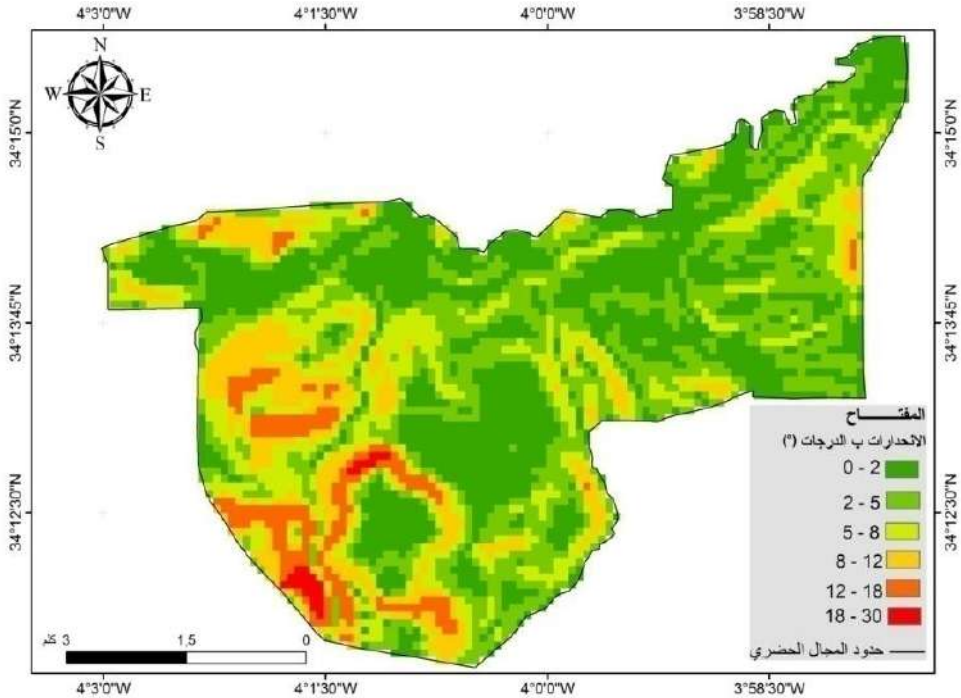 4°3'0"W 4°1'30"W 4°0'0"W 3°58'30"W
N
W E
S
34°15'0"N 34°15'0"N
34°13'45"N 34°13'45"N
34°12'30"N 34°12'30"N
المفتـــــاح
الانحدارات ب الدرجات (°)
0 - 2
2 - 5
5 - 8
8 - 12
12 - 18
18 - 30
حدود المجال الحضري
كلم 3 1,5 0
4°3'0"W 4°1'30"W 4°0'0"W 3°58'30"W